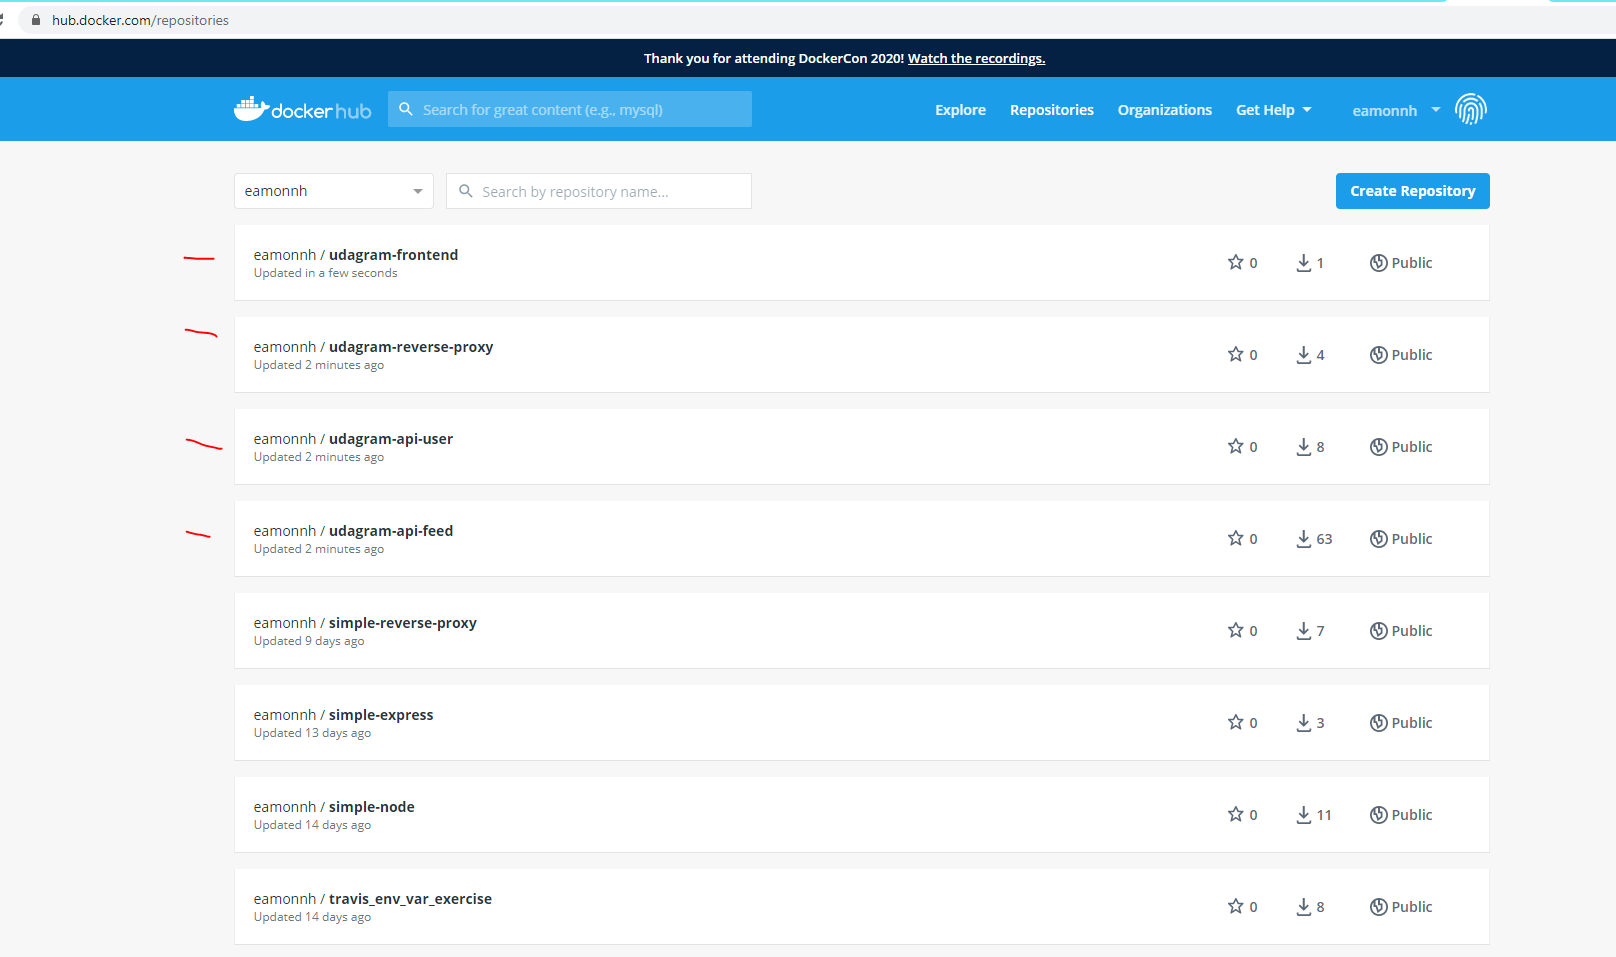 hub.docker.com/repositories
Thank you for attending DockerCon 2020! Watch the recordings.
dockerhub
Search for great content (e.g., mysql)
Explore
Repositories
Organizations
Get Help
eamonnh
eamonnh
Search by repository name...
Create Repository
eamonnh / udagram-frontend
Updated in a few seconds
0
1
Public
eamonnh / udagram-reverse-proxy
Updated 2 minutes ago
0
4
Public
eamonnh / udagram-api-user
Updated 2 minutes ago
0
8
Public
eamonnh / udagram-api-feed
Updated 2 minutes ago
0
63
Public
eamonnh / simple-reverse-proxy
Updated 9 days ago
0
7
Public
eamonnh / simple-express
Updated 13 days ago
0
3
Public
eamonnh / simple-node
Updated 14 days ago
0
11
Public
eamonnh / travis_env_var_exercise
Updated 14 days ago
0
8
Public